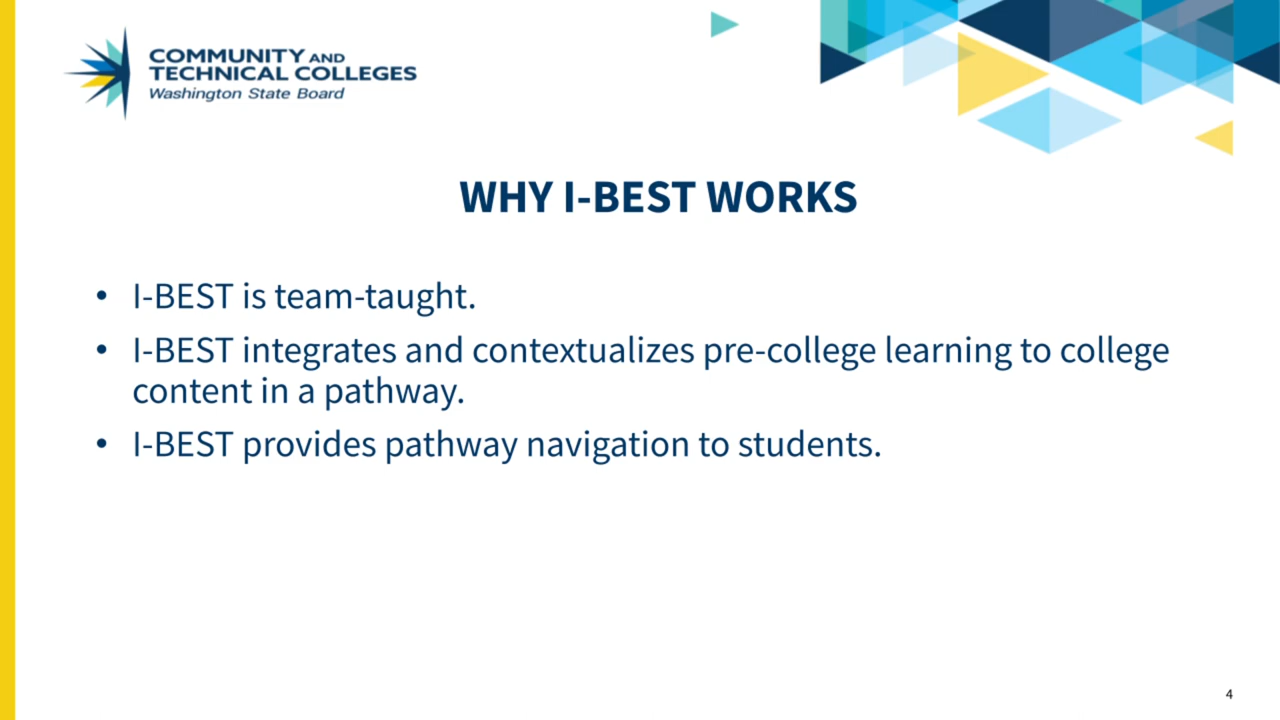 COMMUNITY AND
TECHNICAL COLLEGES
Washington State Board
WHY I-BEST WORKS
• I-BEST is team-taught.
• I-BEST integrates and contextualizes pre-college learning to college
content in a pathway.
• I-BEST provides pathway navigation to students.
4